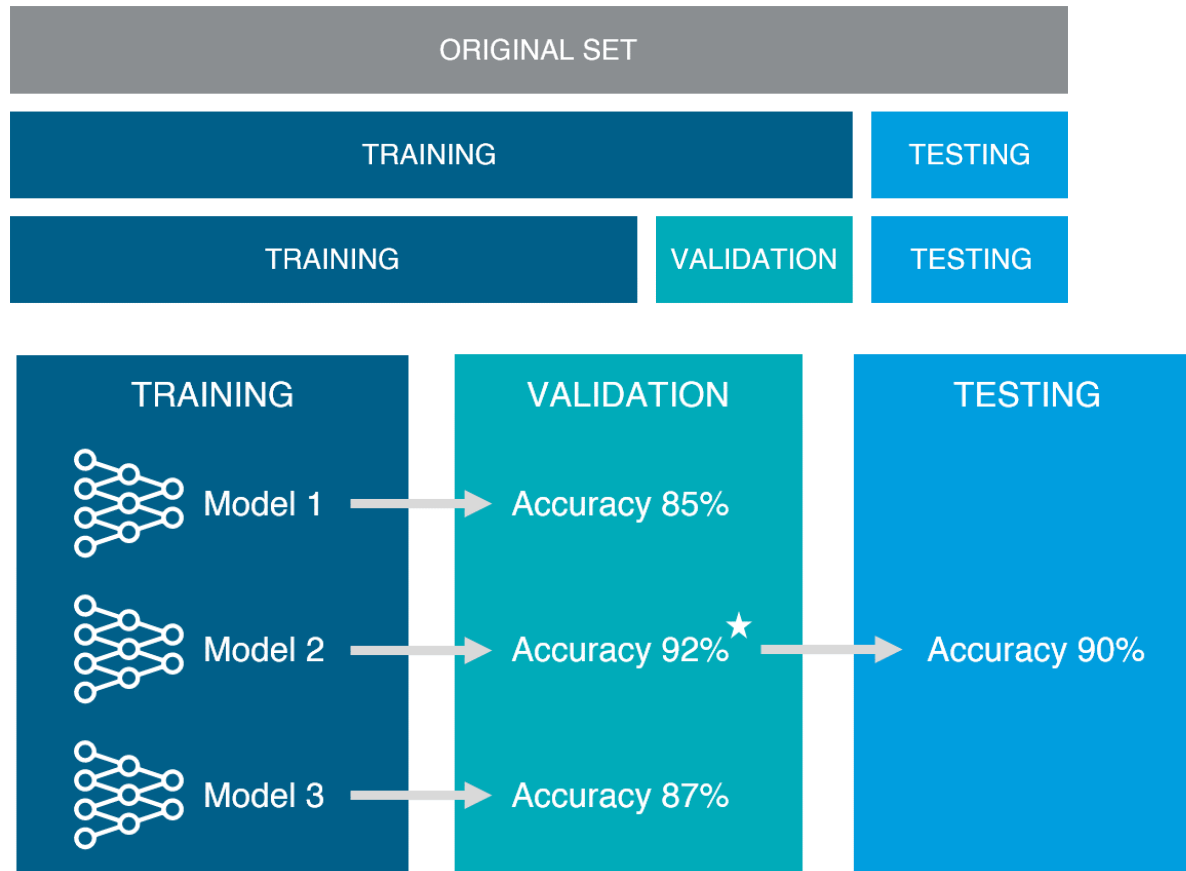 ORIGINAL SET
TRAINING TESTING
TRAINING VALIDATION TESTING
TRAINING VALIDATION TESTING
Model 1 Accuracy 85%
Model 2 Accuracy 92% Accuracy 90%
Model 3 Accuracy 87%